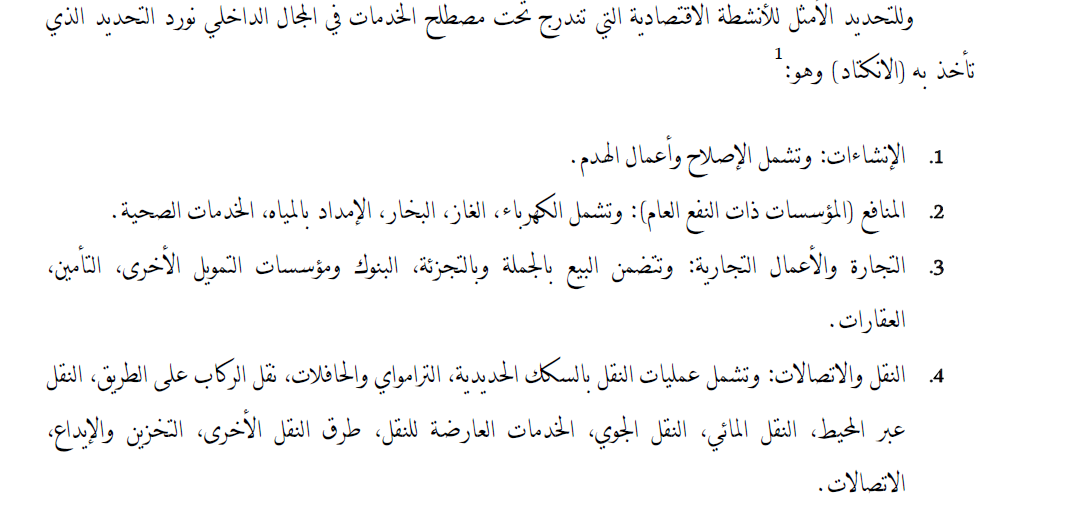 وللتحديد الأمثل للأنشطة الاقتصادية التي تندرج تحت مصطلح الخدمات في المجال الداخلي نورد التحديد الذي
تأخذ به (الانكتاد) وهو:1
1. الإنشاءات: وتشمل الإصلاح وأعمال الهدم.
2. المنافع (المؤسسات ذات النفع العام): وتشمل الكهرباء، الغاز، البخار، الإمداد بالمياه، الخدمات الصحية.
3. التجارة والأعمال التجارية: وتتضمن البيع بالجملة وبالتجزئة، البنوك ومؤسسات التمويل الأخرى، التأمين،
العقارات.
4. النقل والاتصالات: وتشمل عمليات النقل بالسكك الحديدية، الترامواي والحافلات، نقل الركاب على الطريق، النقل
عبر المحيط، النقل المائي، النقل الجوي، الخدمات العارضة للنقل، طرق النقل الأخرى، التخزين والإيداع،
الاتصالات.